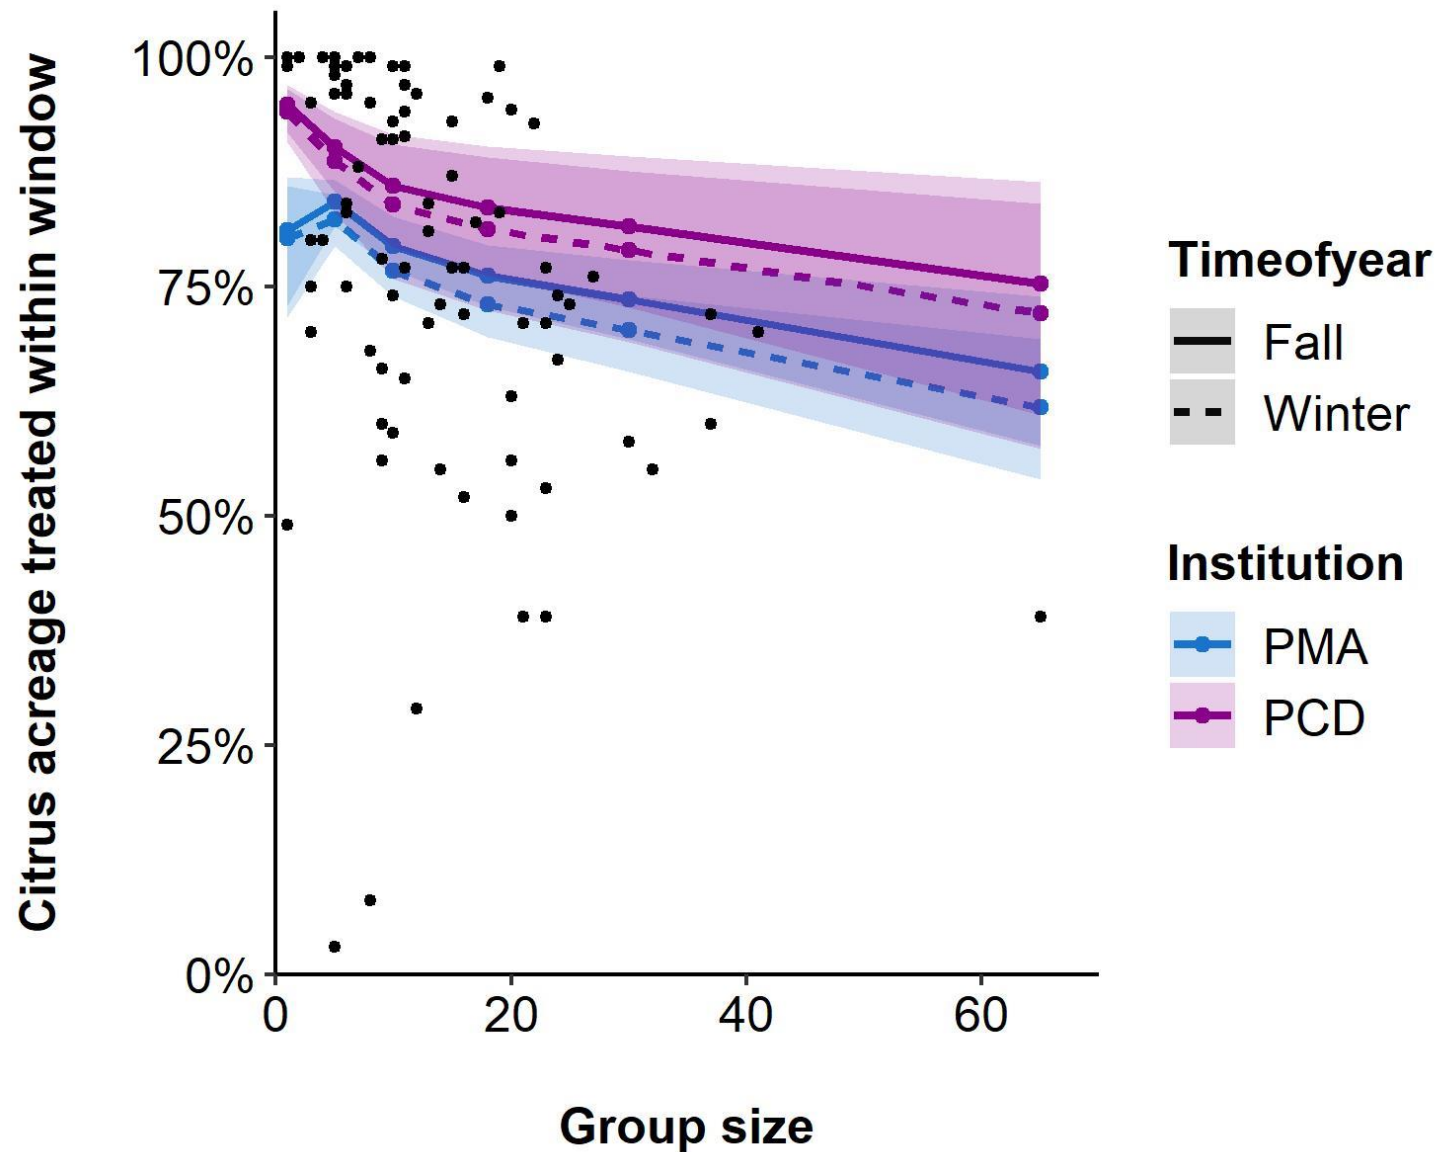 Citrus acreage treated within window
100%
75%
50%
25%
0%
0 20 40 60
Group size
Timeofyear
Fall
Winter
Institution
PMA
PCD